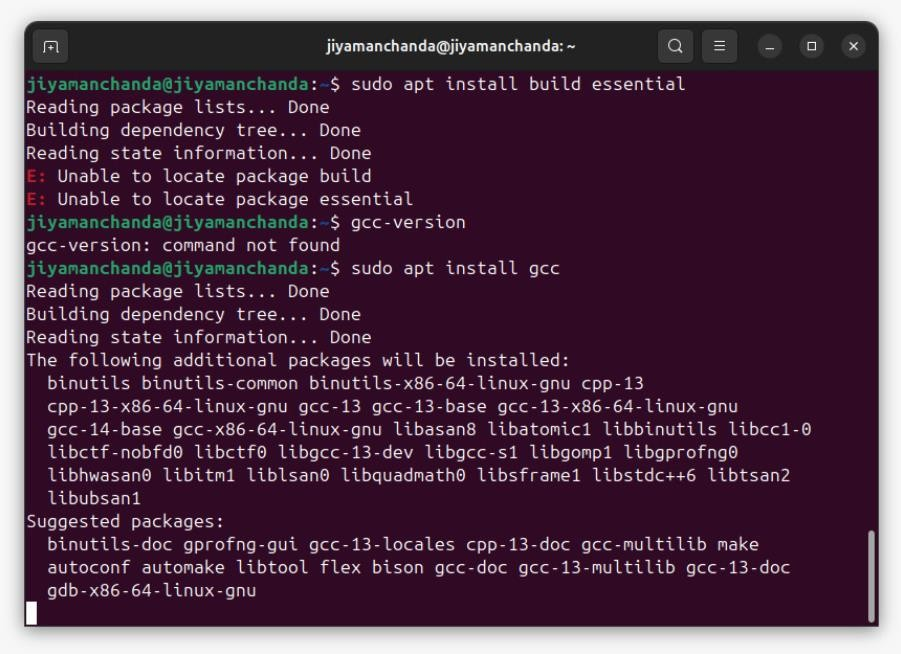 jiyamanchanda@jiyamanchanda: ~
jiyamanchanda@jiyamanchanda:~$ sudo apt install build essential
Reading package lists... Done
Building dependency tree... Done
Reading state information... Done
E: Unable to locate package build
E: Unable to locate package essential
jiyamanchanda@jiyamanchanda:~$ gcc-version
gcc-version: command not found
jiyamanchanda@jiyamanchanda:~$ sudo apt install gcc
Reading package lists... Done
Building dependency tree... Done
Reading state information... Done
The following additional packages will be installed:
  binutils binutils-common binutils-x86-64-linux-gnu cpp-13
  cpp-13-x86-64-linux-gnu gcc-13 gcc-13-base gcc-13-x86-64-linux-gnu
  gcc-14-base gcc-x86-64-linux-gnu libasan8 libatomic1 libbinutils libcc1-0
  libctf-nobfd0 libctf0 libgcc-13-dev libgcc-s1 libgomp1 libgprofng0
  libhwasan0 libitm1 liblsan0 libquadmath0 libsframe1 libstdc++6 libtsan2
  libubsan1
Suggested packages:
  binutils-doc gprofng-gui gcc-13-locales cpp-13-doc gcc-multilib make
  autoconf automake libtool flex bison gcc-doc gcc-13-multilib gcc-13-doc
  gdb-x86-64-linux-gnu